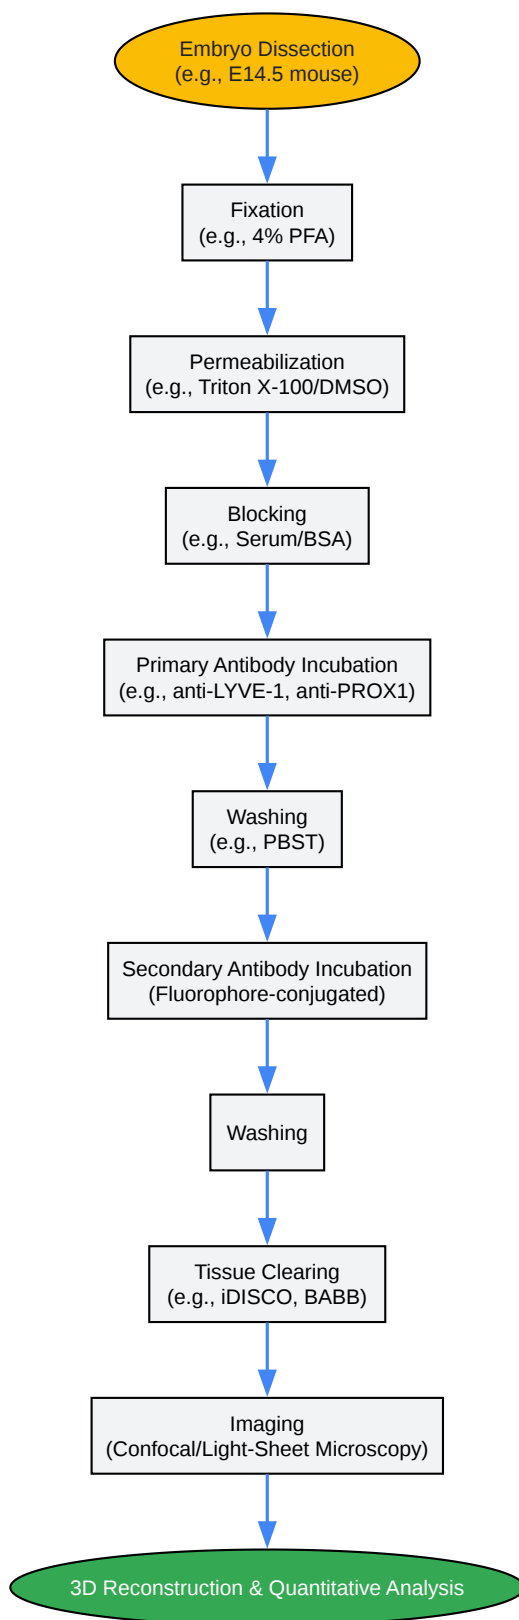 Embryo Dissection
(e.g., E14.5 mouse)
Fixation
(e.g., 4% PFA)
Permeabilization
(e.g., Triton X-100/DMSO)
Blocking
(e.g., Serum/BSA)
Primary Antibody Incubation
(e.g., anti-LYVE-1, anti-PROX1)
Washing
(e.g., PBST)
Secondary Antibody Incubation
(Fluorophore-conjugated)
Washing
Tissue Clearing
(e.g., iDISCO, BABB)
Imaging
(Confocal/Light-Sheet Microscopy)
3D Reconstruction & Quantitative Analysis